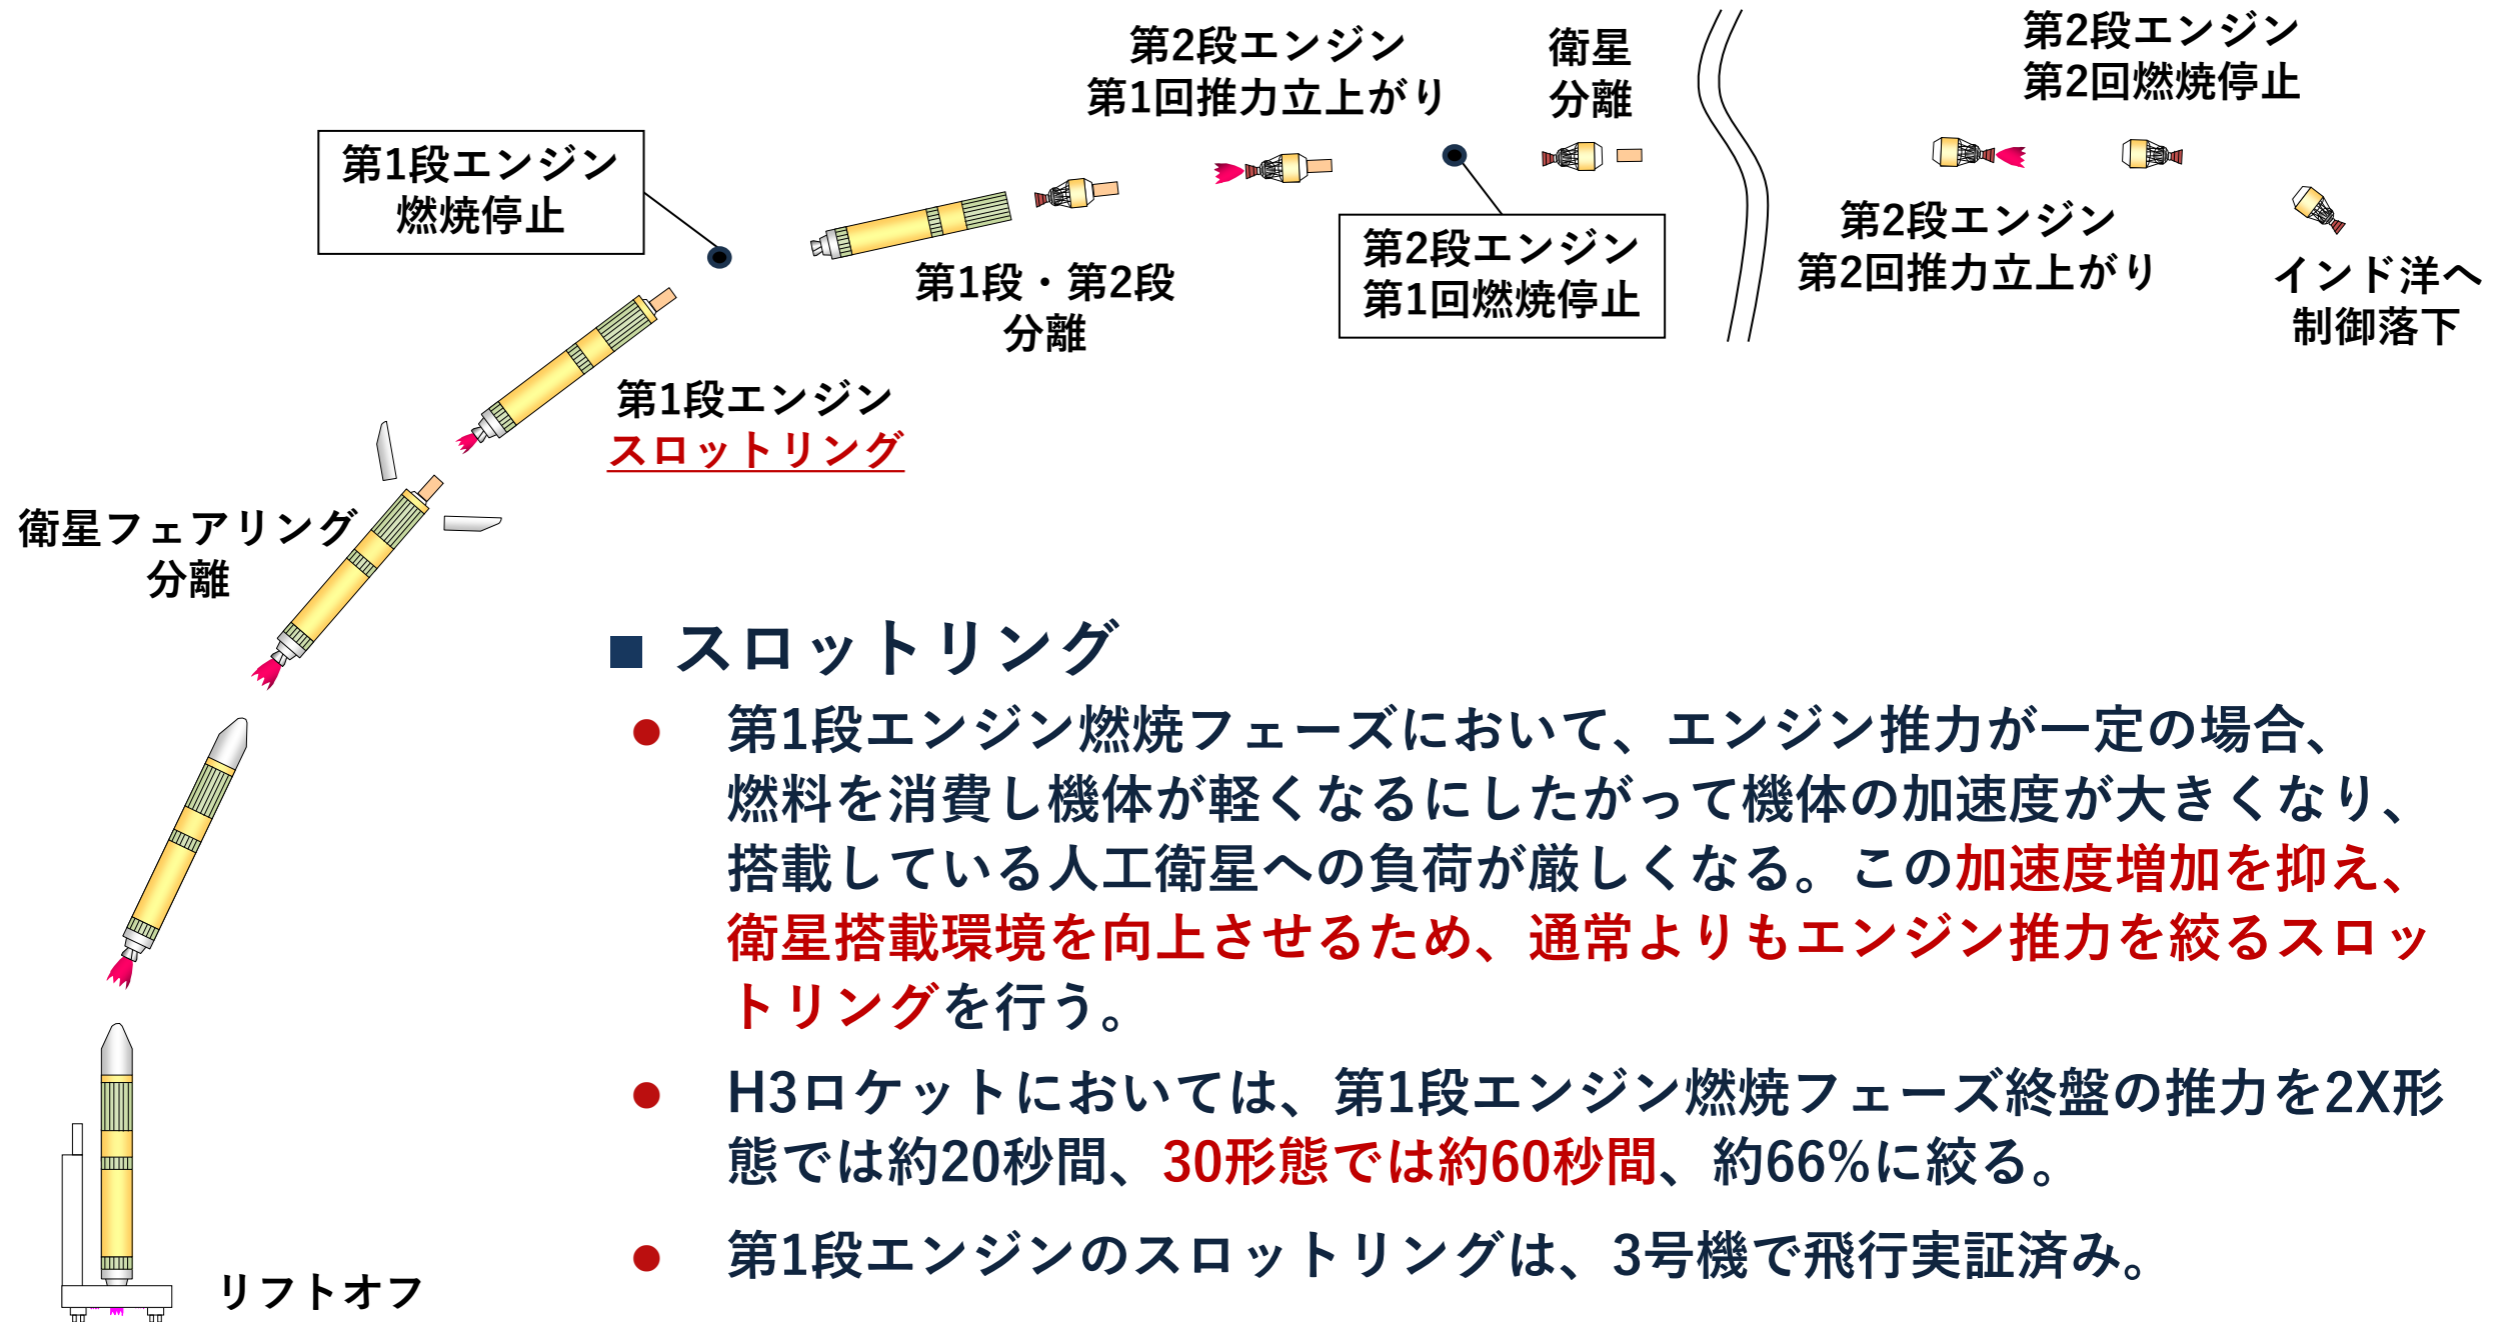 第2段エンジン
第1回推力立上がり
衛星
分離
第2段エンジン
第2回燃焼停止
第1段エンジン
燃焼停止
第1段・第2段
分離
第2段エンジン
第1回燃焼停止
第2段エンジン
第2回推力立上がり
インド洋へ
制御落下
第1段エンジン
スロットリング
衛星フェアリング
分離
リフトオフ
■ スロットリング
● 第1段エンジン燃焼フェーズにおいて、エンジン推力が一定の場合、
燃料を消費し機体が軽くなるにしたがって機体の加速度が大きくなり、
搭載している人工衛星への負荷が厳しくなる。この加速度増加を抑え、
衛星搭載環境を向上させるため、通常よりもエンジン推力を絞るスロッ
トリングを行う。
● H3ロケットにおいては、第1段エンジン燃焼フェーズ終盤の推力を2X形
態では約20秒間、30形態では約60秒間、約66%に絞る。
● 第1段エンジンのスロットリングは、3号機で飛行実証済み。